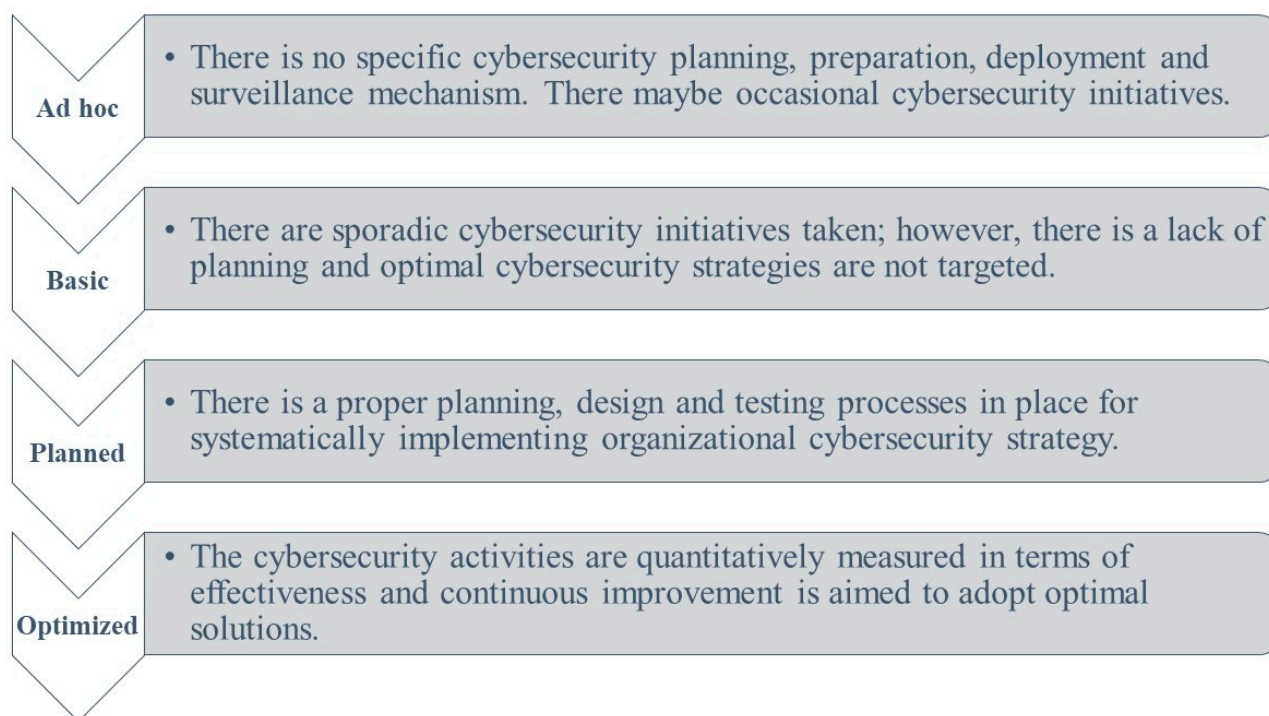 Ad hoc
• There is no specific cybersecurity planning, preparation, deployment and
surveillance mechanism. There maybe occasional cybersecurity initiatives.
Basic
• There are sporadic cybersecurity initiatives taken; however, there is a lack of
planning and optimal cybersecurity strategies are not targeted.
Planned
• There is a proper planning, design and testing processes in place for
systematically implementing organizational cybersecurity strategy.
Optimized
• The cybersecurity activities are quantitatively measured in terms of
effectiveness and continuous improvement is aimed to adopt optimal
solutions.